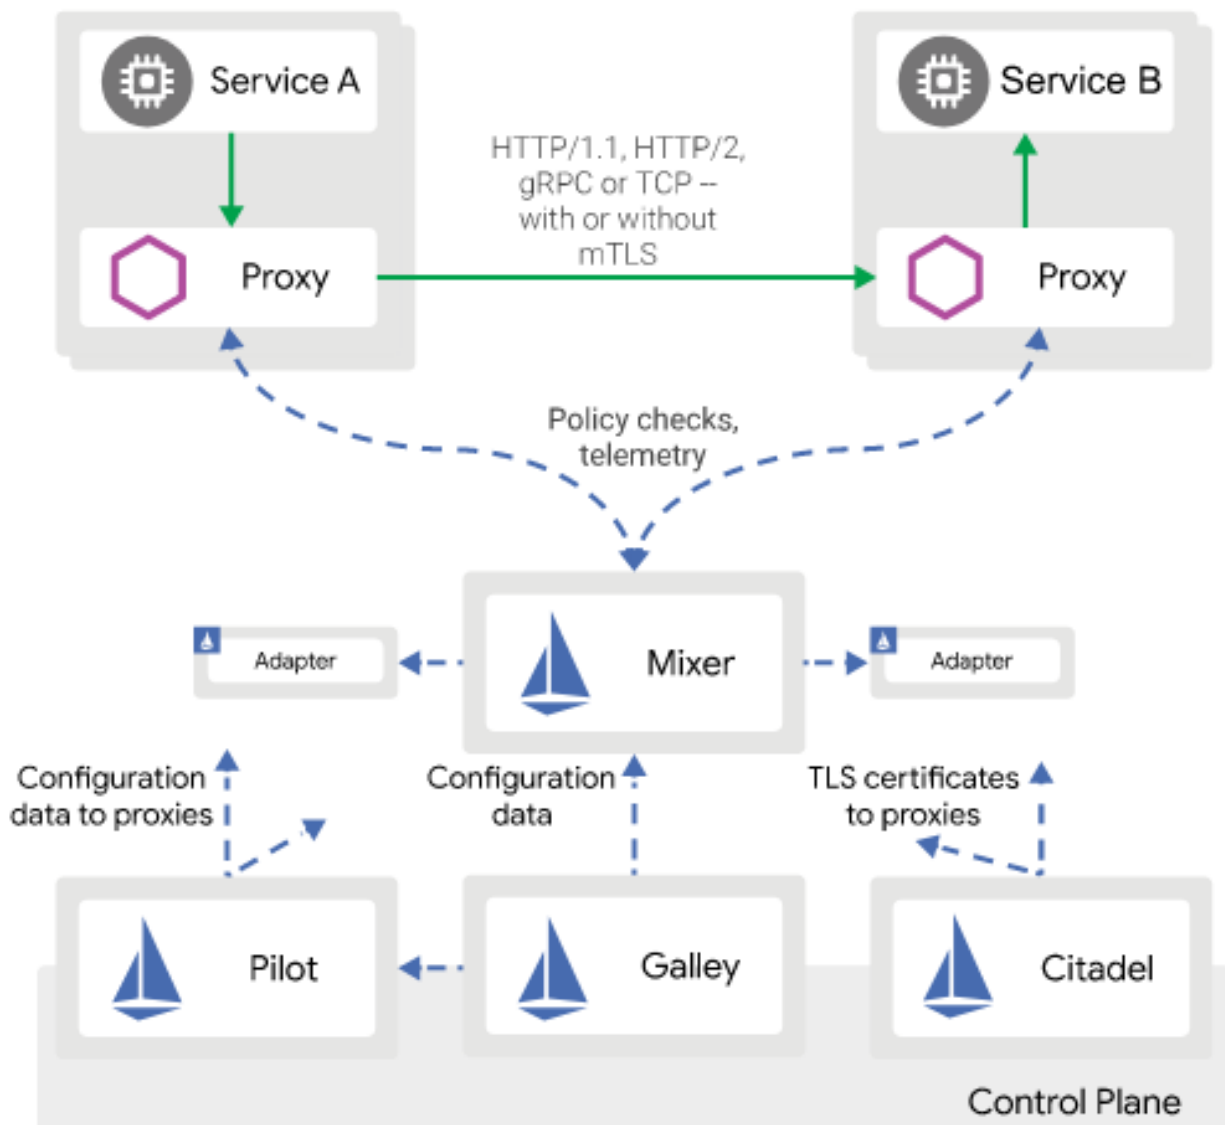 Service A
Service B
HTTP/1.1, HTTP/2,
gRPC or TCP --
with or without
mTLS
Proxy
Proxy
Policy checks,
telemetry
Adapter
Mixer
Adapter
Configuration
data to proxies
Configuration
data
TLS certificates
to proxies
Pilot
Galley
Citadel
Control Plane